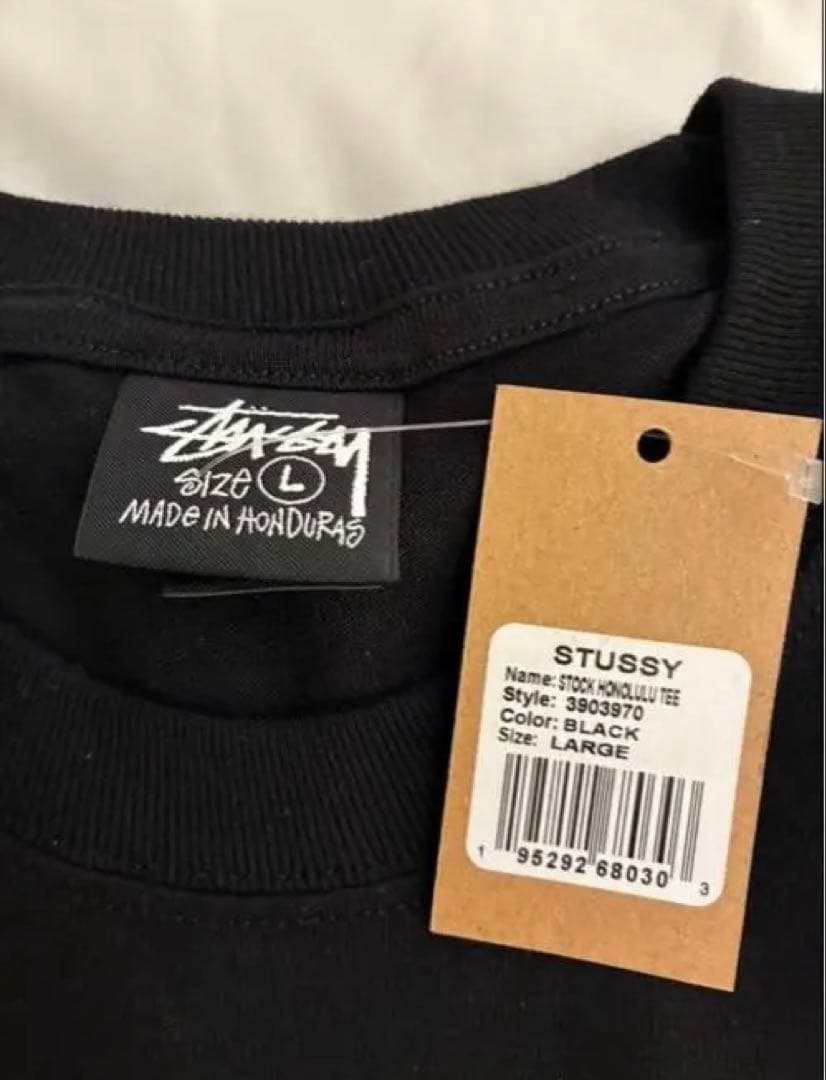 STÜSSY
SIZE L
MADE IN HONDURAS
STUSSY
Name: STOCK HONOLULU TEE
Style: 3903970
Color: BLACK
Size: LARGE
1 95292 68030 3